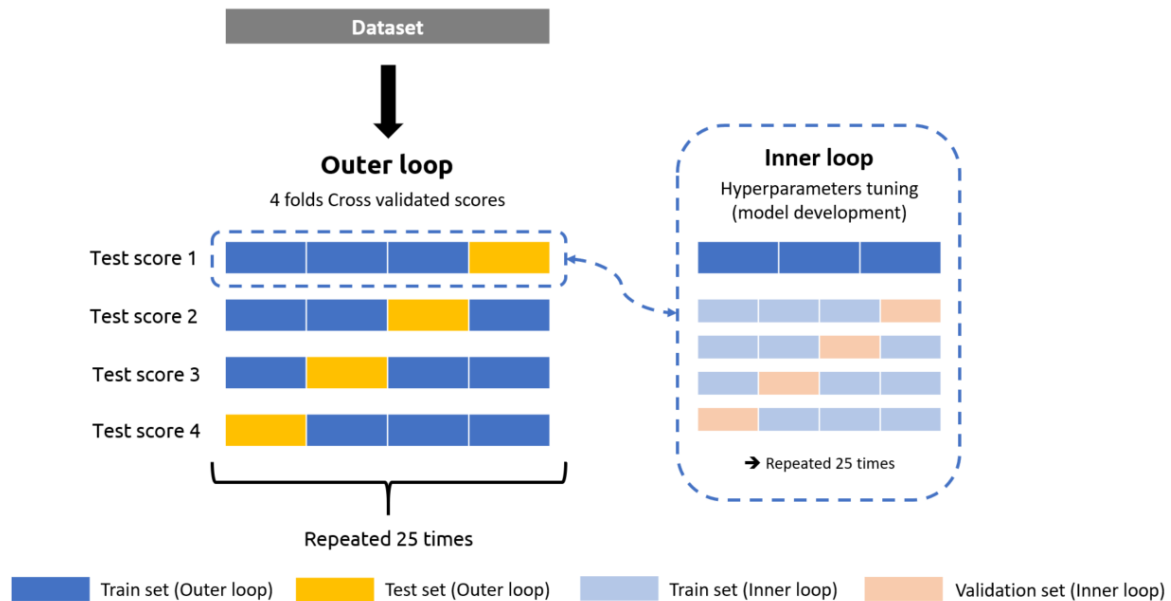 Dataset
Outer loop
4 folds Cross validated scores
Test score 1
Test score 2
Test score 3
Test score 4
Repeated 25 times
Inner loop
Hyperparameters tuning
(model development)
➔ Repeated 25 times
Train set (Outer loop)
Test set (Outer loop)
Train set (Inner loop)
Validation set (Inner loop)